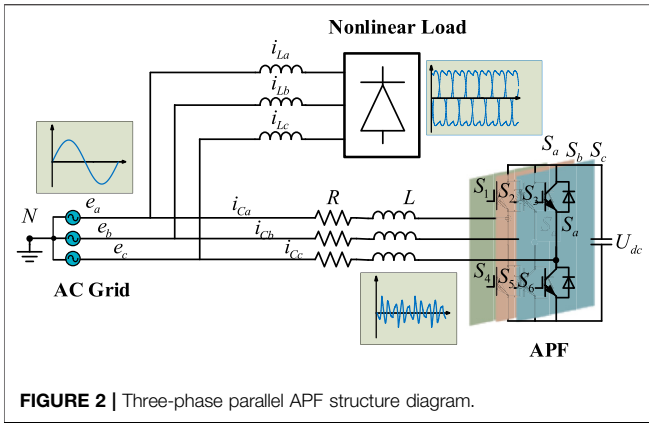 Nonlinear Load
i_La
i_Lb
i_Lc
S_a S_b S_c
S_1 S_2 S_3
S_a
N
e_a
e_b
e_c
i_Ca
i_Cb
i_Cc
R
L
U_dc
S_4 S_5 S_6
AC Grid
APF
FIGURE 2 | Three-phase parallel APF structure diagram.